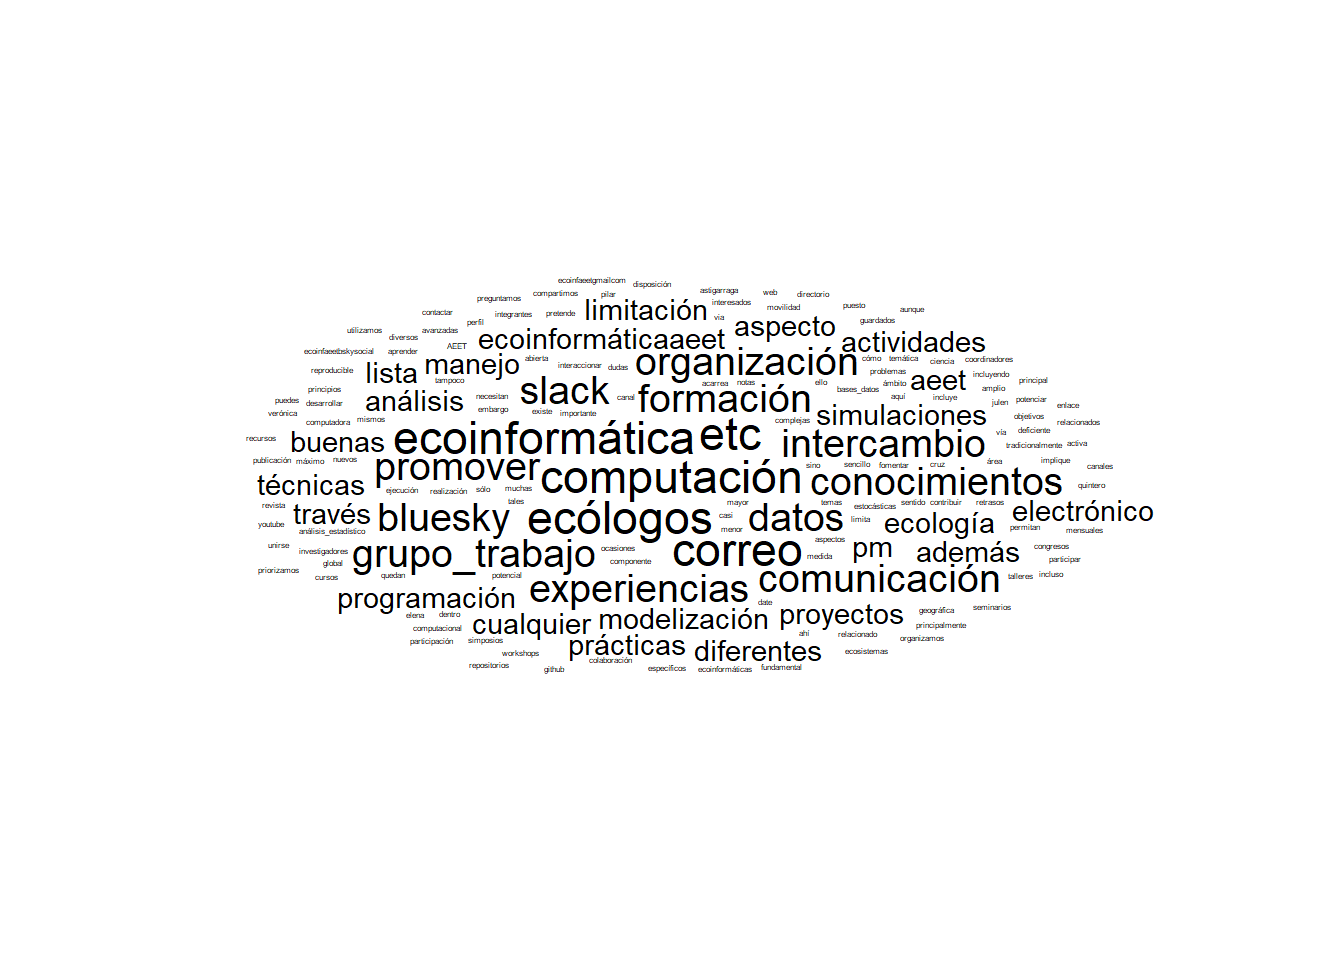 ecoinfaeetgmailcom
disposición
astigarraga
web
directorio
compartimos
pilar
preguntamos
interesados
movilidad
puesto
aunque
contactar
integrantes
pretende
limitación
via
guardados
utilizamos
diversos
avanzadas
perfil
AEET
ecoinformáticaaeet
aspecto
actividades
ecoinfaeetbskysocial
aprender
abierta
interaccionar
dudas
organización
cómo
temática
ciencia
coordinadores
reproducible
lista
manejo
tampoco
slack
canal
acarrea
notas
ello
bases_datos
problemas
ámbito
aeet
incluyendo
amplio
principal
principios
análisis
necesitan
formación
aquí
incluye
julen
potenciar
enlace
puedes
desarrollar
embargo
existe
importante
simulaciones
objetivos
verónica
computadora
mismos
complejas
vía
deficiente
relacionados
recursos
buenas
ecoinformática
etc
intercambio
tradicionalmente
activa
publicación
máximo
nuevos
promover
computación
sino
sencillo
fomentar
cruz
área
implique
canales
técnicas
ejecución
realización
sólo
muchas
conocimientos
quintero
revista
través
tales
mayor
temas
estocásticas
sentido
contribuir
retrasos
electrónico
youtube
análisis_estadístico
bluesky
ecólogos
casi
menor
datos
limita
ecología
permitan
mensuales
unirse
investigadores
grupo_trabajo
ocasiones
componente
correo
aspectos
medida
pm
además
congresos
participar
priorizamos
global
cursos
quedan
potencial
experiencias
comunicación
talleres
incluso
programación
date
elena
dentro
cualquier
modelización
proyectos
geográfica
seminarios
computacional
participación
simposios
prácticas
diferentes
ahí
relacionado
principalmente
organizamos
workshops
repositorios
github
colaboración
específicos
ecoinformáticas
fundamental
ecosistemas